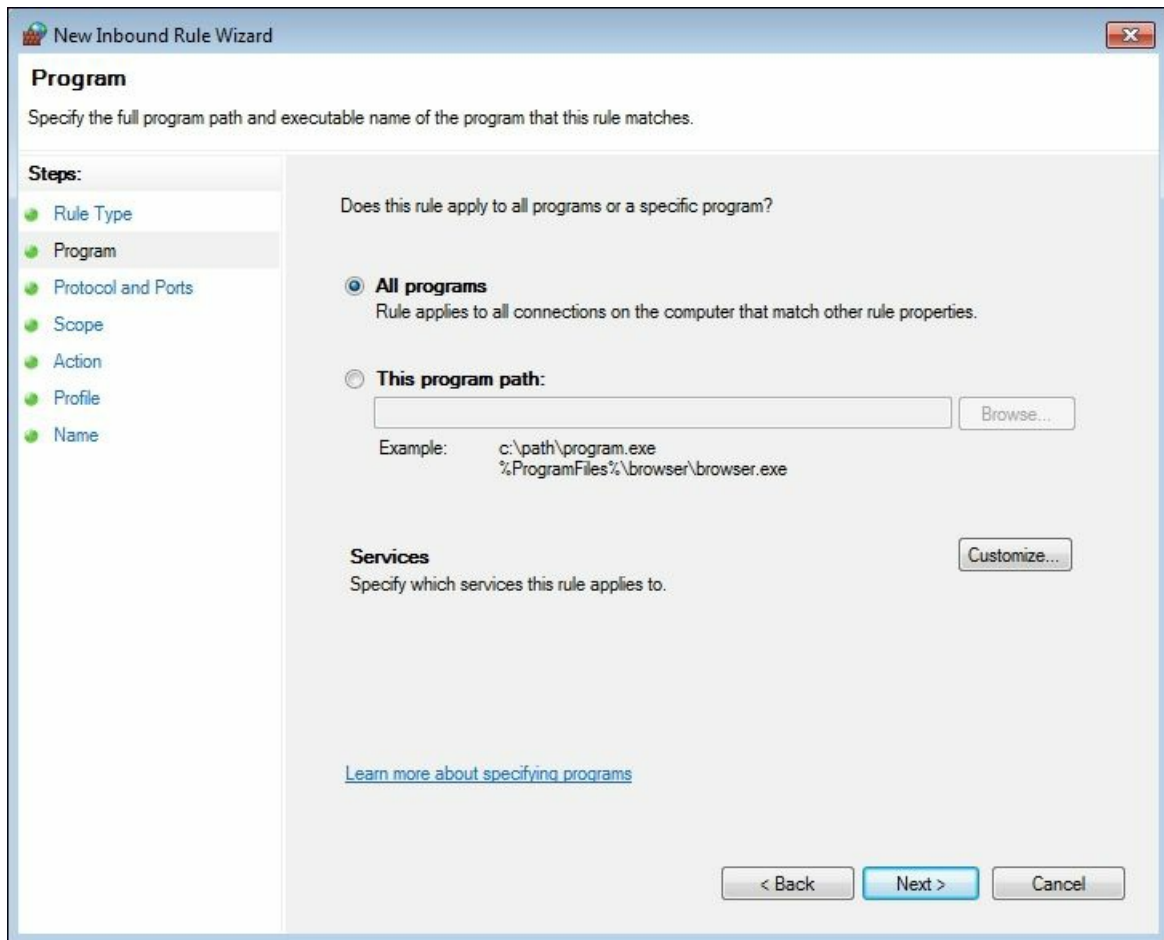 New Inbound Rule Wizard
Program
Specify the full program path and executable name of the program that this rule matches.
Steps:
Rule Type
Program
Protocol and Ports
Scope
Action
Profile
Name
Does this rule apply to all programs or a specific program?
All programs
Rule applies to all connections on the computer that match other rule properties.
This program path:
Browse...
Example: c:\path\program.exe
%ProgramFiles%\browser\browser.exe
Services
Customize...
Specify which services this rule applies to.
Learn more about specifying programs
< Back Next > Cancel